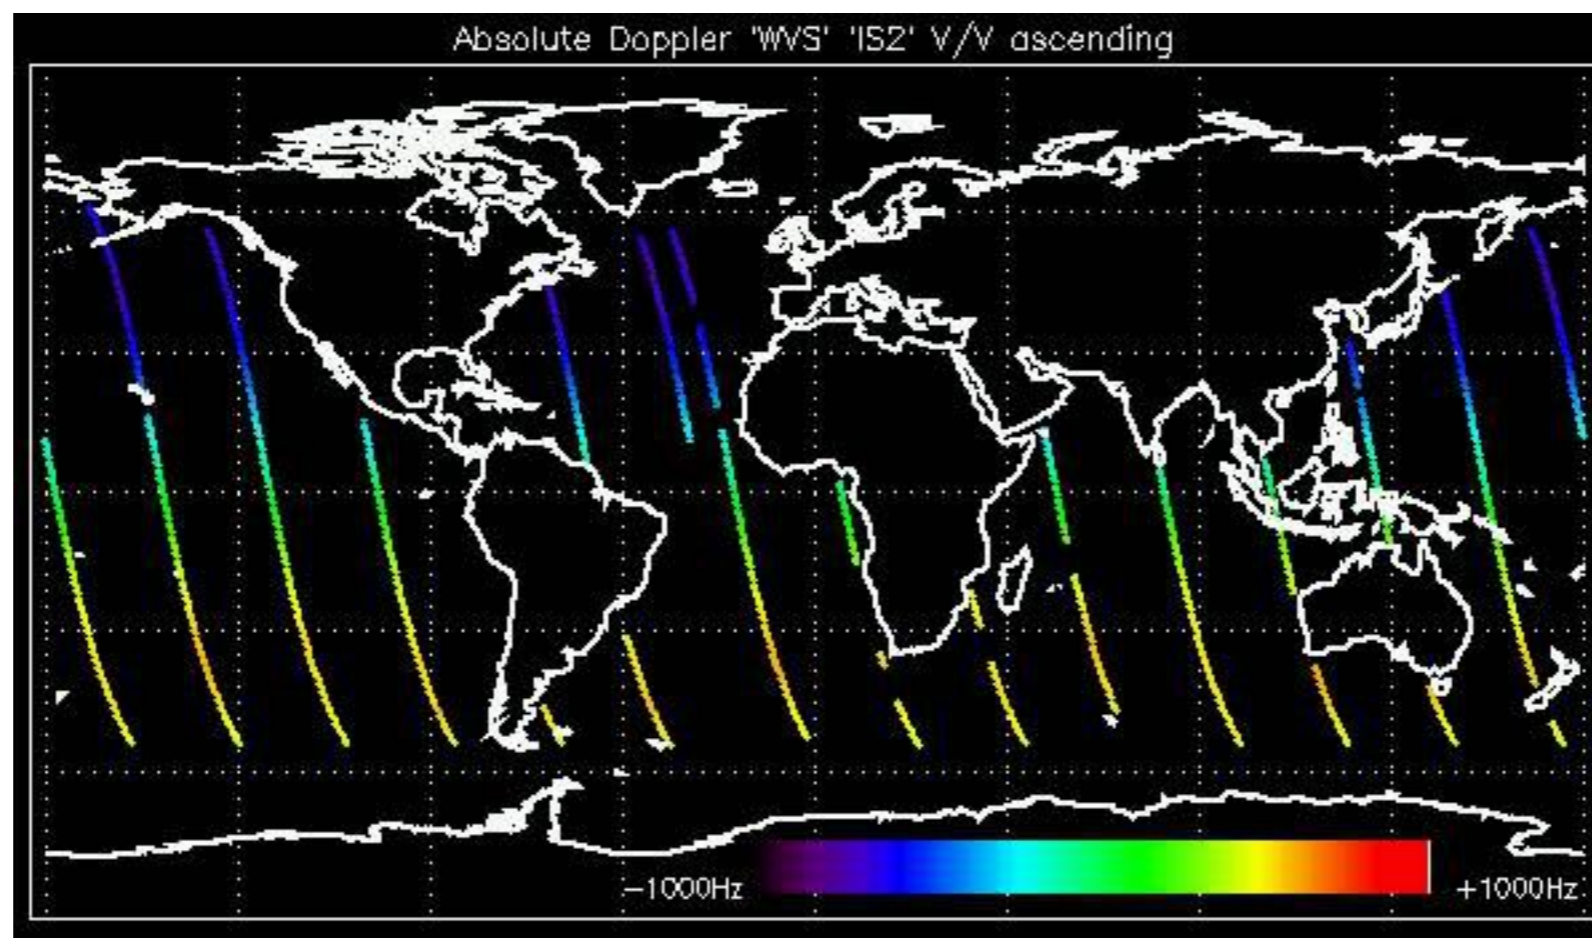 Absolute Doppler 'WVS' 'IS2' V/V ascending
-1000Hz +1000Hz